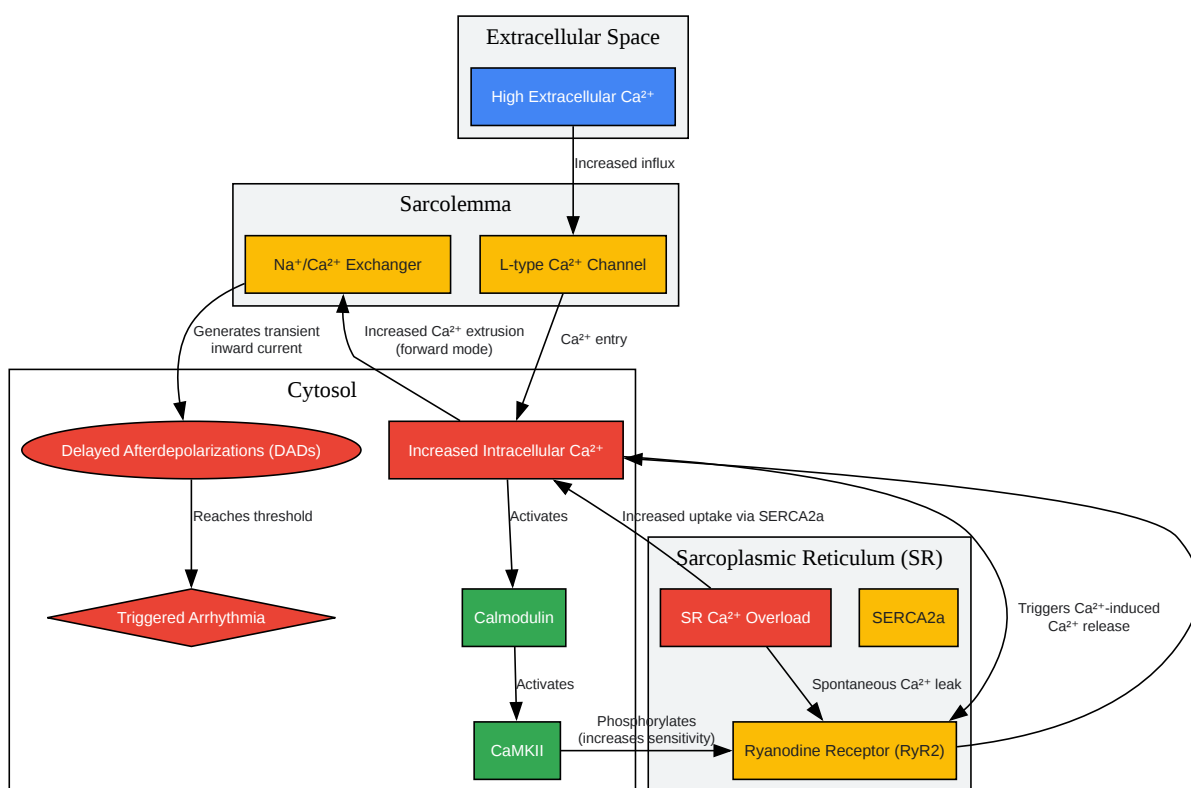 Extracellular Space
High Extracellular Ca²⁺
Increased influx
Sarcolemma
Na⁺/Ca²⁺ Exchanger
L-type Ca²⁺ Channel
Generates transient
inward current
Increased Ca²⁺ extrusion
(forward mode)
Ca²⁺ entry
Cytosol
Delayed Afterdepolarizations (DADs)
Increased Intracellular Ca²⁺
Reaches threshold
Activates
Increased uptake via SERCA2a
Sarcoplasmic Reticulum (SR)
Triggered Arrhythmia
Calmodulin
SR Ca²⁺ Overload
SERCA2a
Triggers Ca²⁺-induced
Ca²⁺ release
Activates
Spontaneous Ca²⁺ leak
CaMKII
Phosphorylates
(increases sensitivity)
Ryanodine Receptor (RyR2)